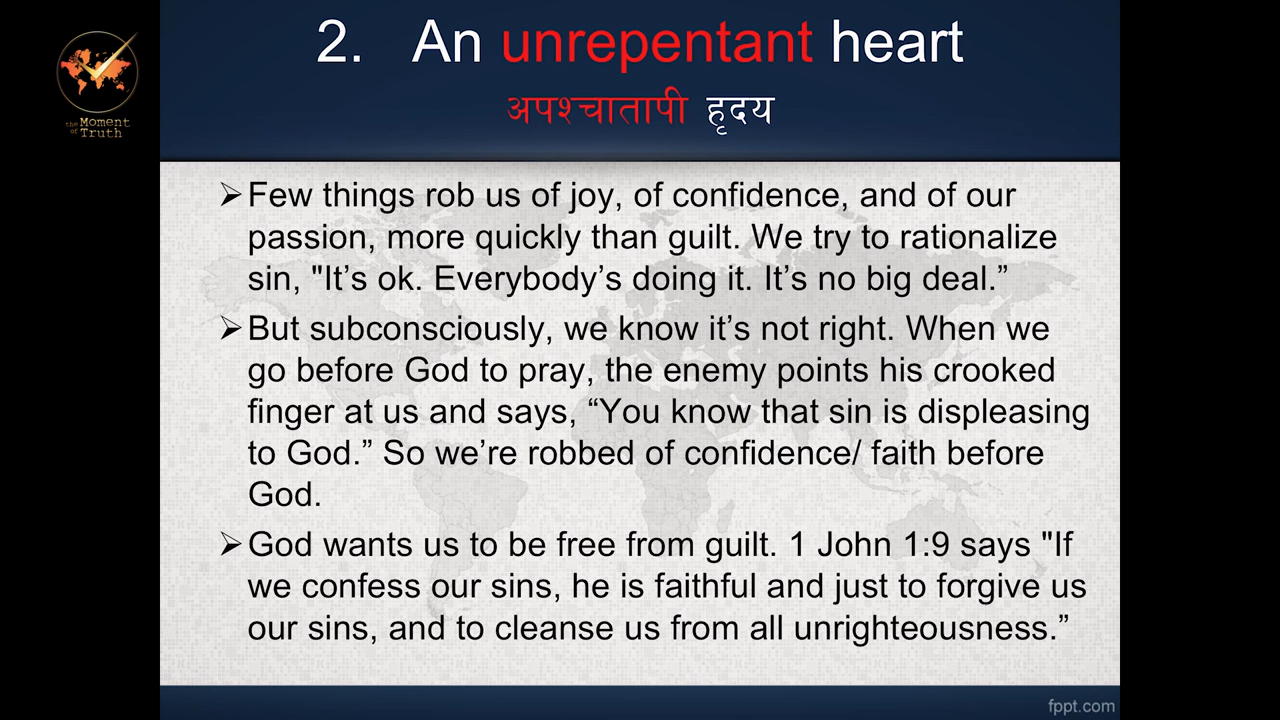 2. An unrepentant heart
अपश्चातापी हृदय
the Moment
of Truth
➢Few things rob us of joy, of confidence, and of our
passion, more quickly than guilt. We try to rationalize
sin, "It’s ok. Everybody’s doing it. It’s no big deal.”
➢But subconsciously, we know it’s not right. When we
go before God to pray, the enemy points his crooked
finger at us and says, “You know that sin is displeasing
to God.” So we’re robbed of confidence/ faith before
God.
➢God wants us to be free from guilt. 1 John 1:9 says "If
we confess our sins, he is faithful and just to forgive us
our sins, and to cleanse us from all unrighteousness.”
fppt.com